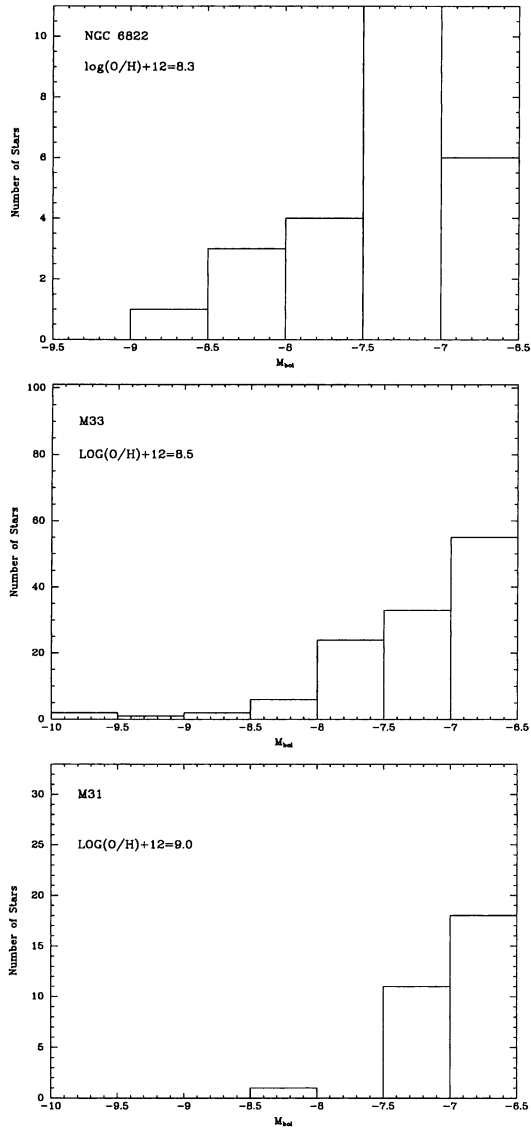 NGC 6822
log(O/H)+12=8.3
Number of Stars
10
8
6
4
2
0
-9.5 -9 -8.5 -8 -7.5 -7 -6.5
Mbol
M33
LOG(O/H)+12=8.5
Number of Stars
100
80
60
40
20
0
-10 -9.5 -9 -8.5 -8 -7.5 -7 -6.5
Mbol
M31
LOG(O/H)+12=9.0
Number of Stars
30
25
20
15
10
5
0
-10 -9.5 -9 -8.5 -8 -7.5 -7 -6.5
Mbol